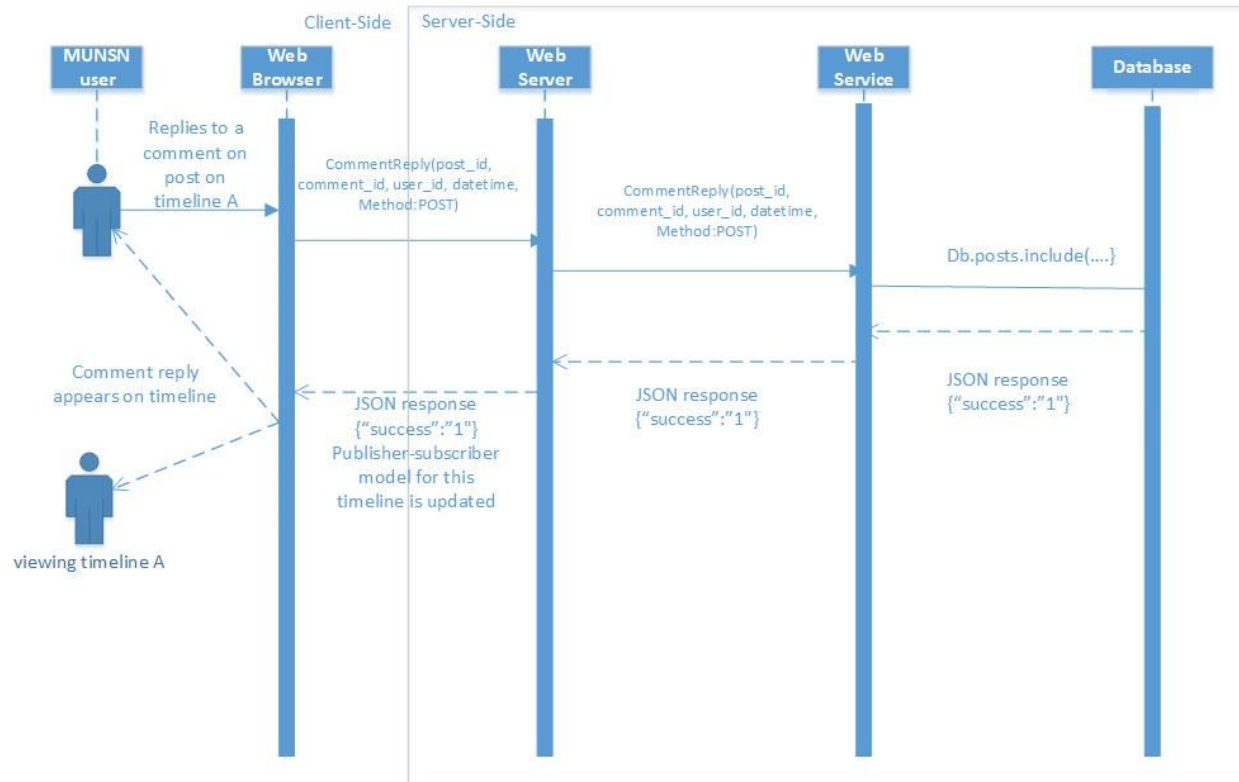 Client-Side
Server-Side
MUNSN
user
Web
Browser
Web
Server
Web
Service
Database
Replies to a
comment on
post on
timeline A
CommentReply(post_id,
comment_id, user_id, datetime,
Method:POST)
CommentReply(post_id,
comment_id, user_id, datetime,
Method:POST)
Db.posts.include(....}
JSON response
{“success”:”1"}
JSON response
{“success”:”1"}
JSON response
{“success”:”1"}
Publisher-subscriber
model for this
timeline is updated
Comment reply
appears on timeline
viewing timeline A